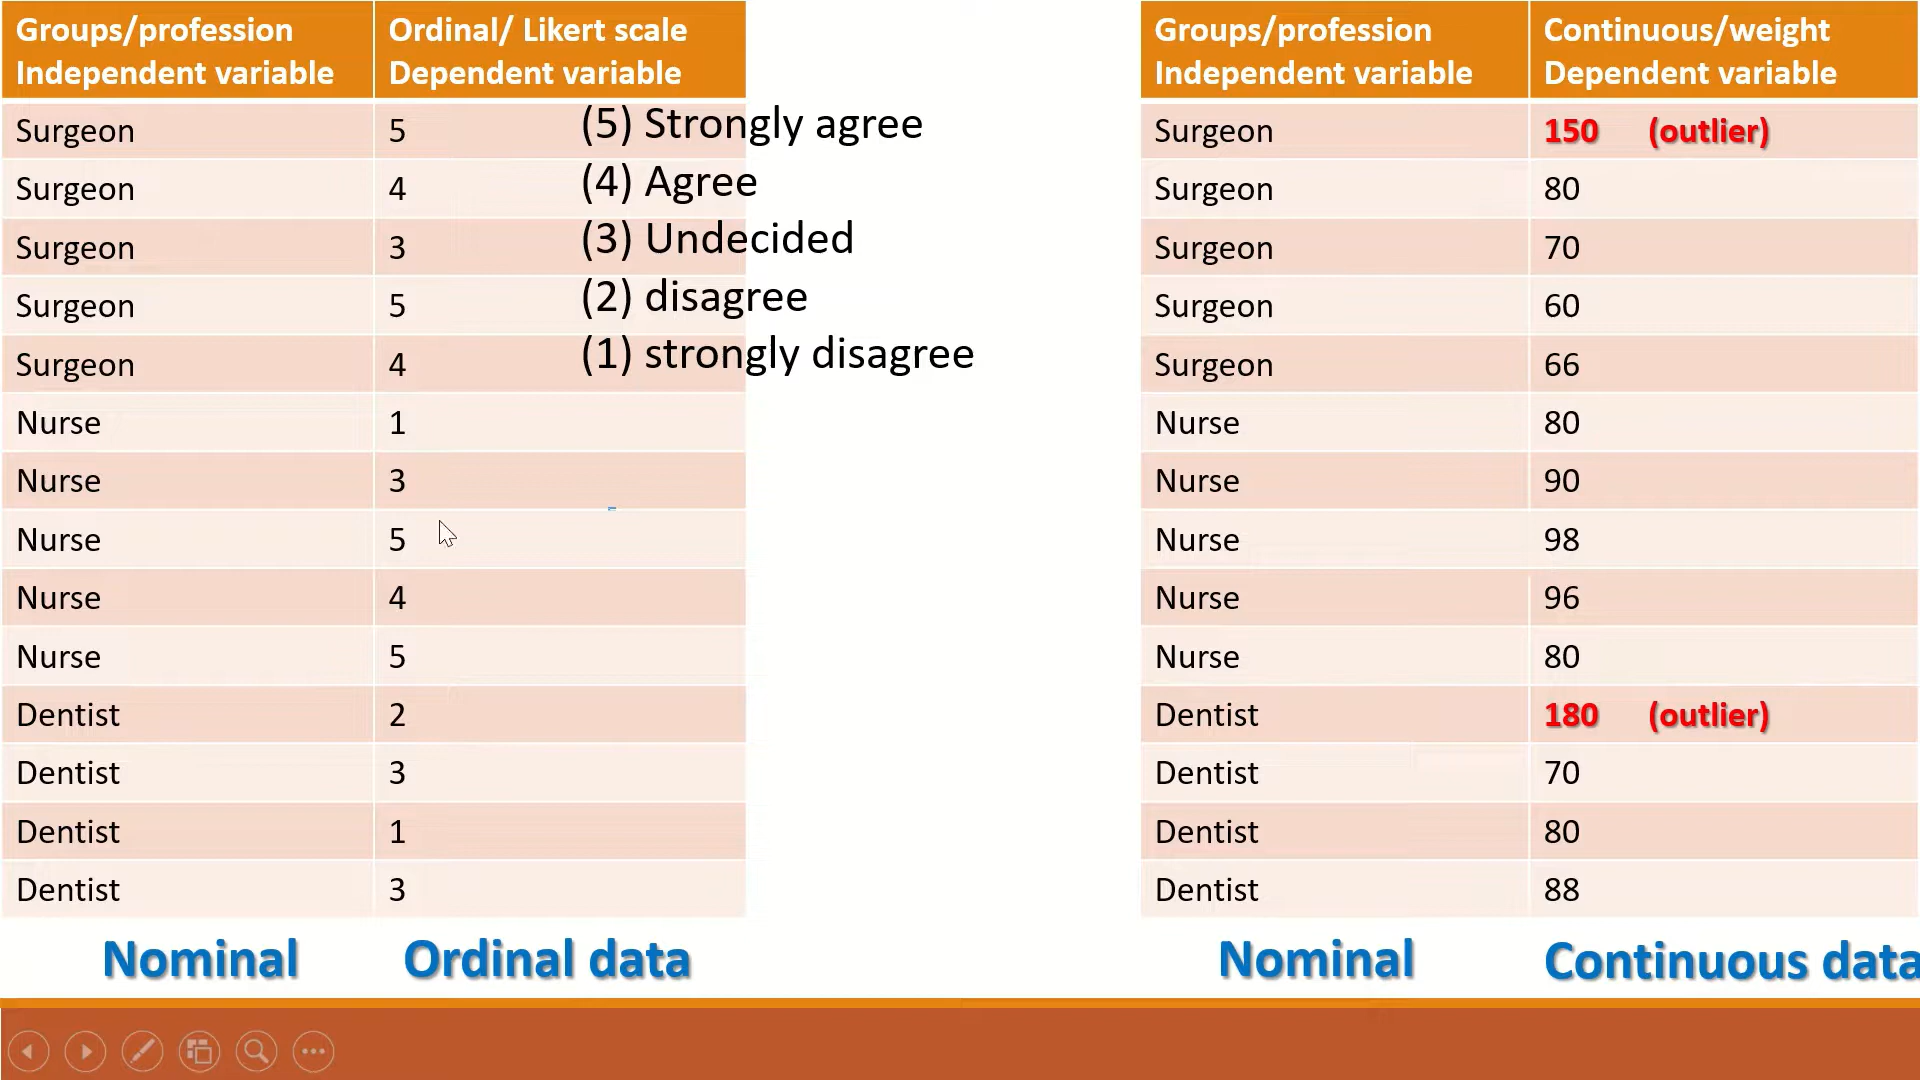 Groups/profession
Independent variable
Ordinal/ Likert scale
Dependent variable
Surgeon 5
Surgeon 4
Surgeon 3
Surgeon 5
Surgeon 4
Nurse 1
Nurse 3
Nurse 5
Nurse 4
Nurse 5
Dentist 2
Dentist 3
Dentist 1
Dentist 3
Nominal
Ordinal data
(5) Strongly agree
(4) Agree
(3) Undecided
(2) disagree
(1) strongly disagree
Groups/profession
Independent variable
Continuous/weight
Dependent variable
Surgeon 150 (outlier)
Surgeon 80
Surgeon 70
Surgeon 60
Surgeon 66
Nurse 80
Nurse 90
Nurse 98
Nurse 96
Nurse 80
Dentist 180 (outlier)
Dentist 70
Dentist 80
Dentist 88
Nominal
Continuous data